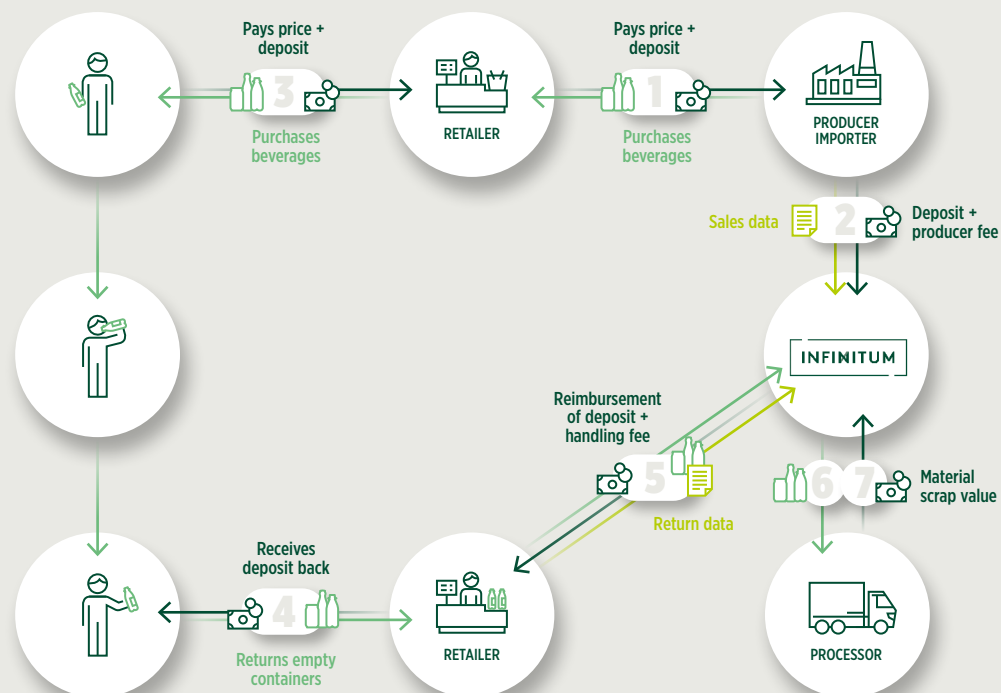 Pays price +
deposit
3
Purchases
beverages
RETAILER
Pays price +
deposit
1
Purchases
beverages
PRODUCER
IMPORTER
Sales data
2
Deposit +
producer fee
INFINITUM
Reimbursement
of deposit +
handling fee
5
Return data
6
7
Material
scrap value
Receives
deposit back
4
Returns empty
containers
RETAILER
PROCESSOR